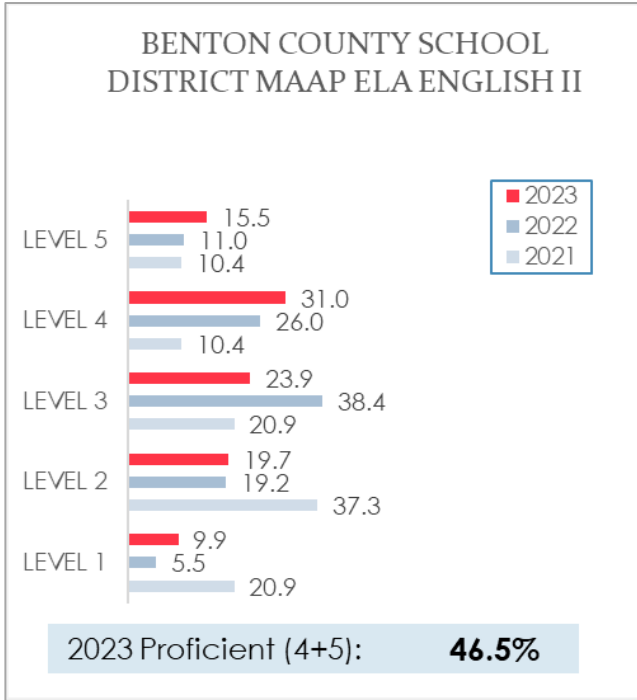 BENTON COUNTY SCHOOL
DISTRICT MAAP ELA ENGLISH II
2023
2022
2021
LEVEL 5
15.5
11.0
10.4
LEVEL 4
31.0
26.0
10.4
LEVEL 3
23.9
38.4
20.9
LEVEL 2
19.7
19.2
37.3
LEVEL 1
9.9
5.5
20.9
2023 Proficient (4+5): 46.5%